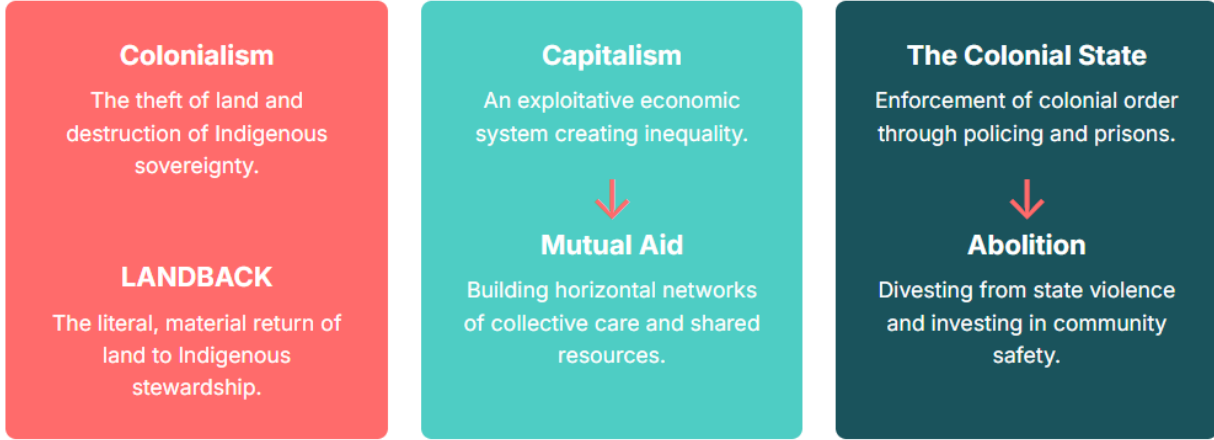 Colonialism
The theft of land and
destruction of Indigenous
sovereignty.
LANDBACK
The literal, material return of
land to Indigenous
stewardship.
Capitalism
An exploitative economic
system creating inequality.
Mutual Aid
Building horizontal networks
of collective care and shared
resources.
The Colonial State
Enforcement of colonial order
through policing and prisons.
Abolition
Divesting from state violence
and investing in community
safety.